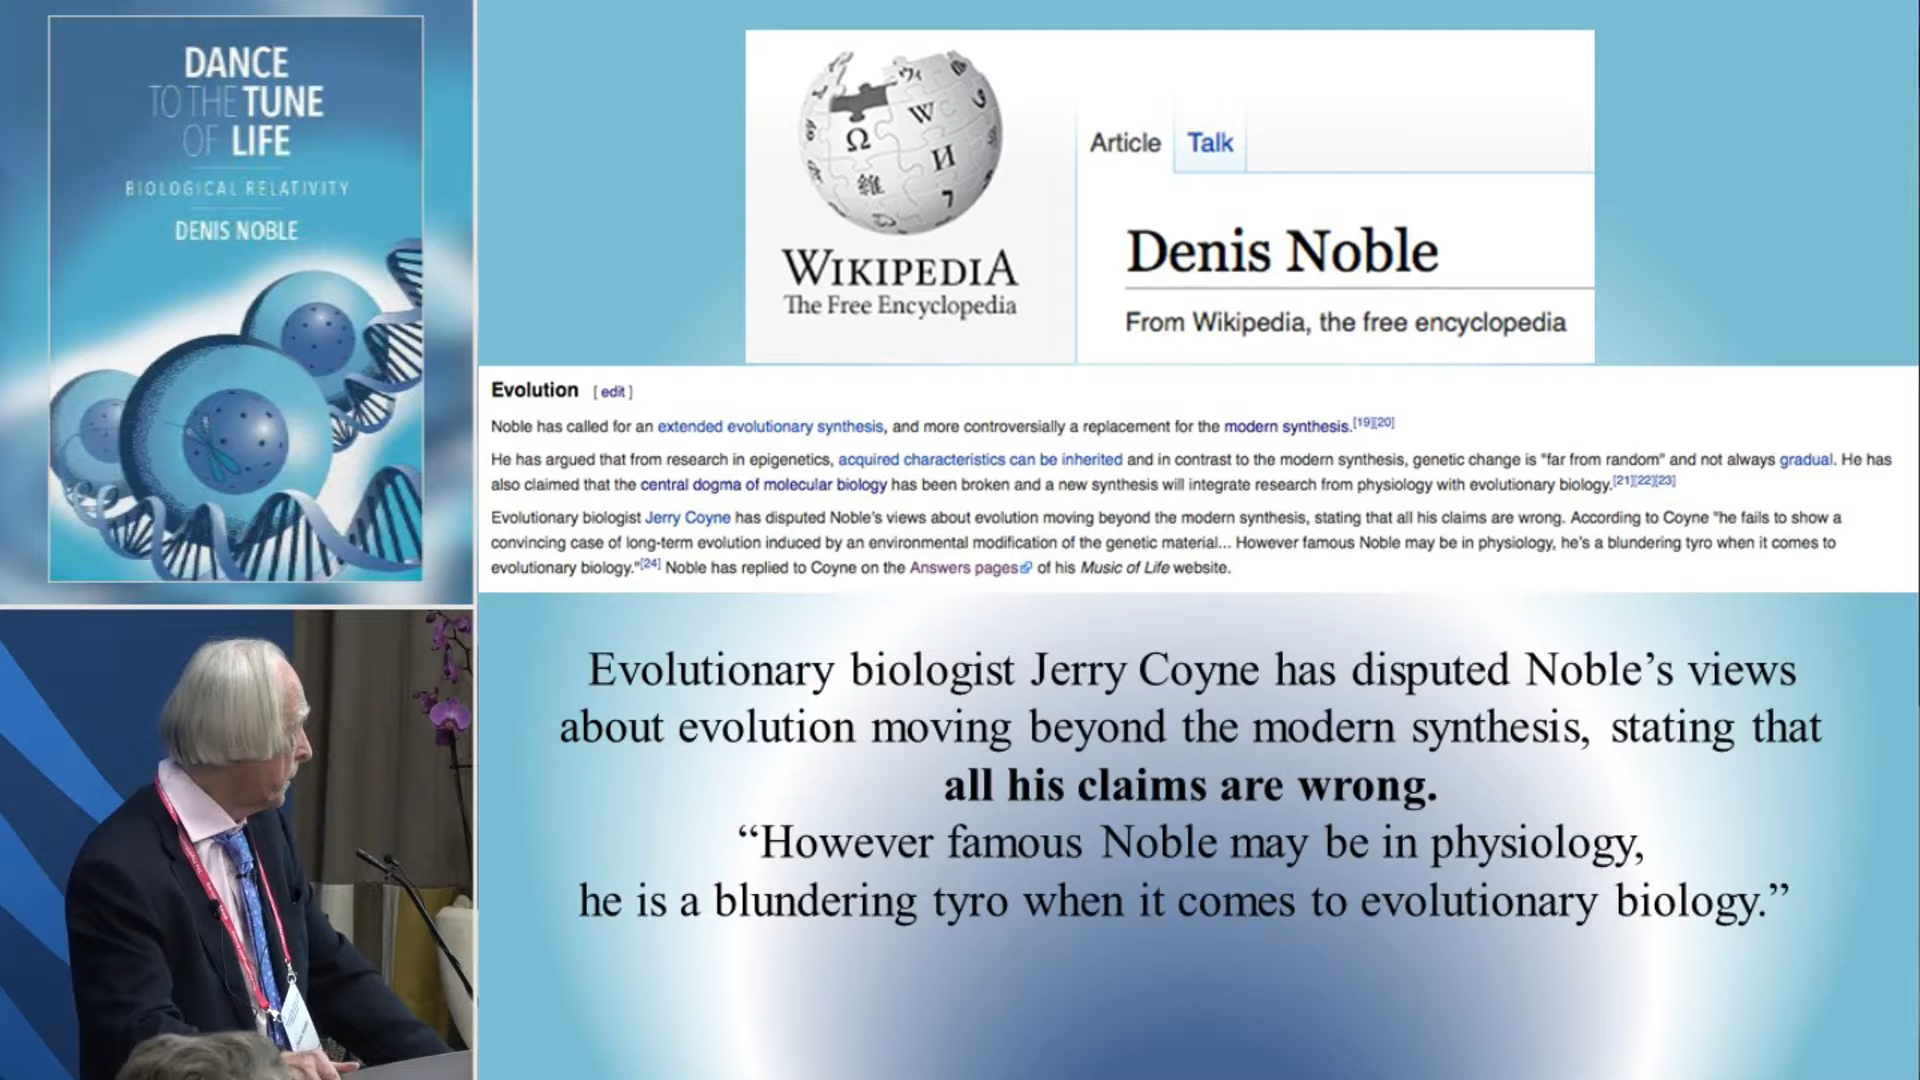 DANCE
TO THE TUNE
OF LIFE
BIOLOGICAL RELATIVITY
DENIS NOBLE
Ω W И 維 7
WIKIPEDIA
The Free Encyclopedia
Article Talk
Denis Noble
From Wikipedia, the free encyclopedia
Evolution [ edit ]
Noble has called for an extended evolutionary synthesis, and more controversially a replacement for the modern synthesis.[19][20]
He has argued that from research in epigenetics, acquired characteristics can be inherited and in contrast to the modern synthesis, genetic change is "far from random" and not always gradual. He has
also claimed that the central dogma of molecular biology has been broken and a new synthesis will integrate research from physiology with evolutionary biology.[21][22][23]
Evolutionary biologist Jerry Coyne has disputed Noble's views about evolution moving beyond the modern synthesis, stating that all his claims are wrong. According to Coyne "he fails to show a
convincing case of long-term evolution induced by an environmental modification of the genetic material... However famous Noble may be in physiology, he's a blundering tyro when it comes to
evolutionary biology."[24] Noble has replied to Coyne on the Answers pages of his Music of Life website.
Evolutionary biologist Jerry Coyne has disputed Noble’s views
about evolution moving beyond the modern synthesis, stating that
all his claims are wrong.
“However famous Noble may be in physiology,
he is a blundering tyro when it comes to evolutionary biology.”